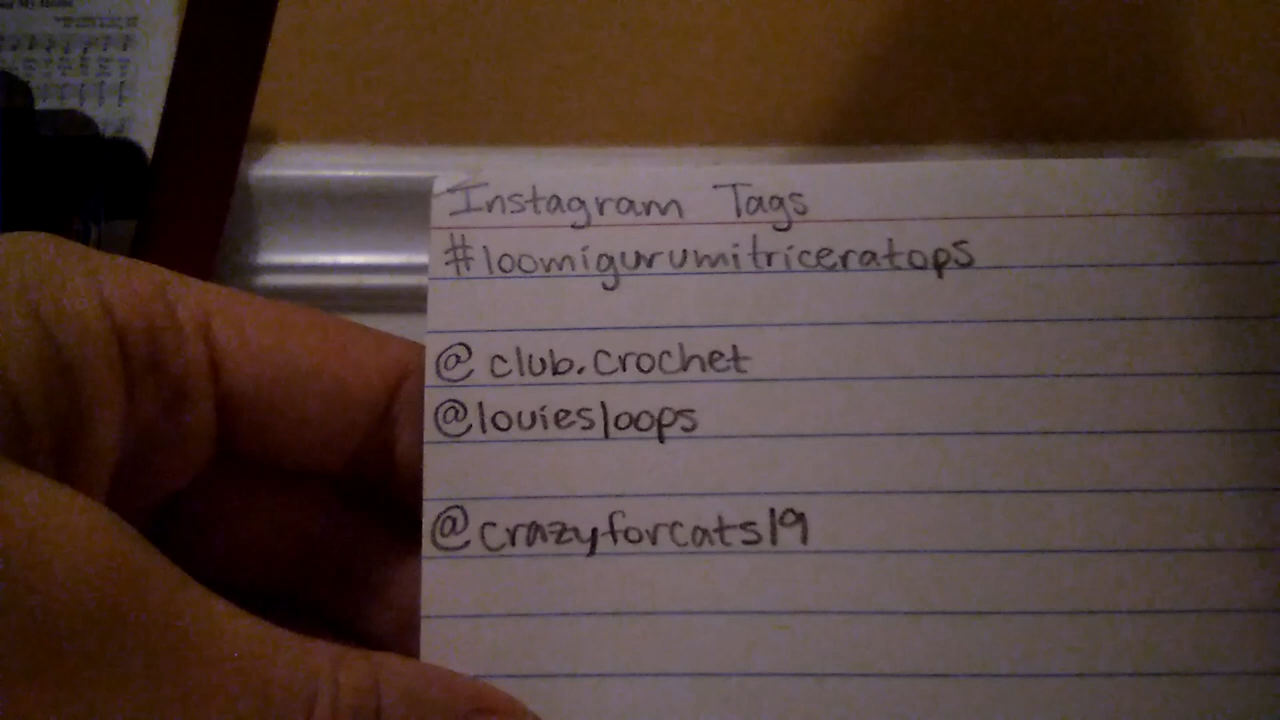 Instagram Tags
#loomigurumitriceratops
@club.crochet
@louiesloops
@crazyforcats19